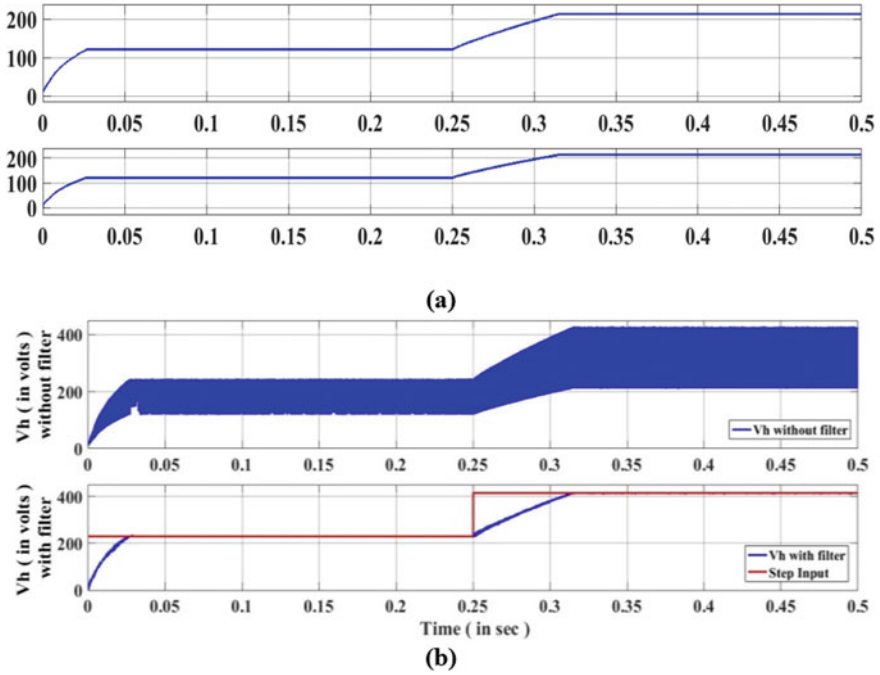 200
100
0
0 0.05 0.1 0.15 0.2 0.25 0.3 0.35 0.4 0.45 0.5
200
100
0
0 0.05 0.1 0.15 0.2 0.25 0.3 0.35 0.4 0.45 0.5
(a)
Vh ( in volts )
without filter
400
200
0
Vh without filter
0 0.05 0.1 0.15 0.2 0.25 0.3 0.35 0.4 0.45 0.5
Vh ( in volts )
with filter
400
200
0
Vh with filter
Step Input
0 0.05 0.1 0.15 0.2 0.25 0.3 0.35 0.4 0.45 0.5
Time ( in sec )
(b)